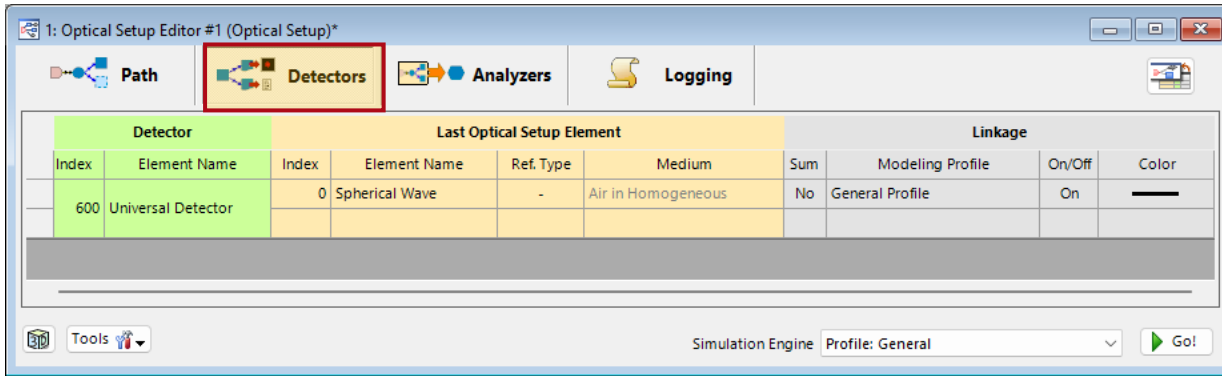 1: Optical Setup Editor #1 (Optical Setup)*
Path Detectors Analyzers Logging
Detector Last Optical Setup Element Linkage
Index Element Name Index Element Name Ref. Type Medium Sum Modeling Profile On/Off Color
600 Universal Detector 0 Spherical Wave - Air in Homogeneous No General Profile On
3D Tools Simulation Engine Profile: General Go!